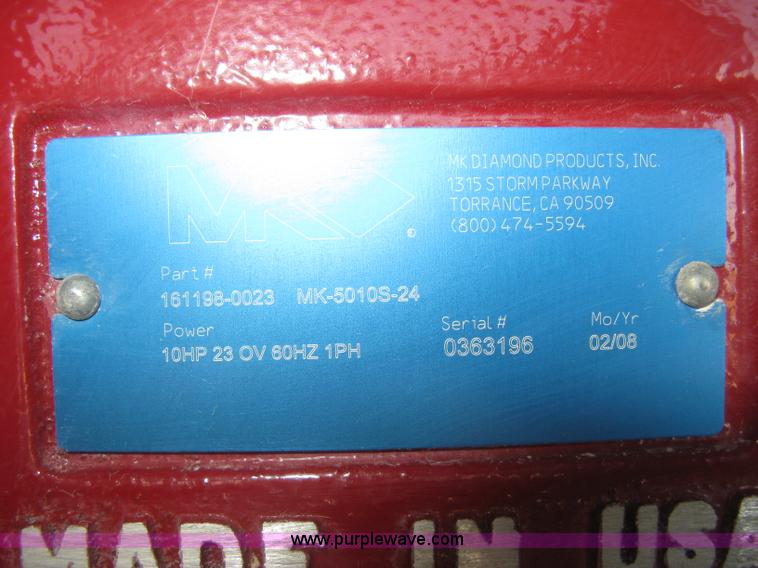 MK DIAMOND PRODUCTS, INC.
1315 STORM PARKWAY
TORRANCE, CA 90509
(800) 474-5594
MK
®
Part #
161198-0023 MK-5010S-24
Power
10HP 23 OV 60HZ 1PH
Serial #
0363196
Mo/Yr
02/08
MADE IN USA
www.purplewave.com